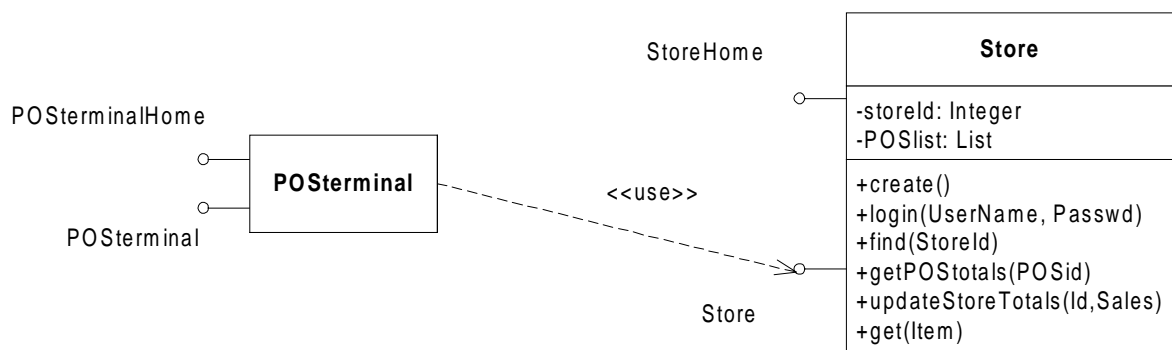 StoreHome
Store
-storeId: Integer
-POSlist: List
+create()
+login(UserName, Passwd)
+find(StoreId)
+getPOStotals(POSid)
+updateStoreTotals(Id,Sales)
+get(Item)
POSterminalHome
POSterminal
POSterminal
<<use>>
Store